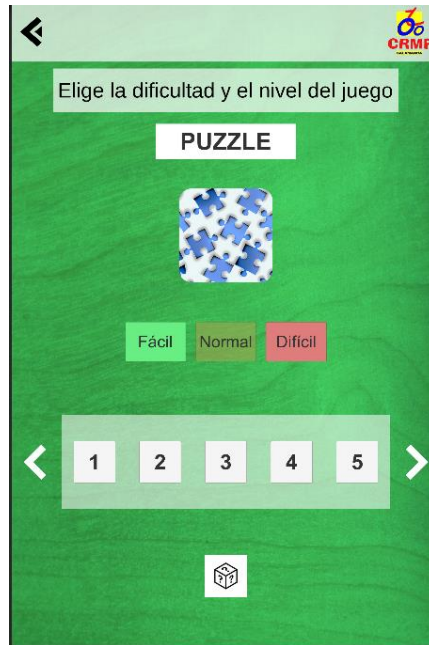 CRMF
Elige la dificultad y el nivel del juego
PUZZLE
Fácil Normal Difícil
1 2 3 4 5